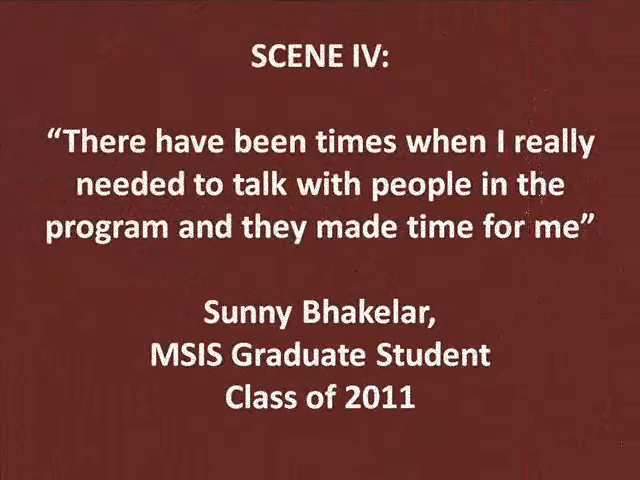 SCENE IV:
“There have been times when I really
needed to talk with people in the
program and they made time for me”
Sunny Bhakelar,
MSIS Graduate Student
Class of 2011